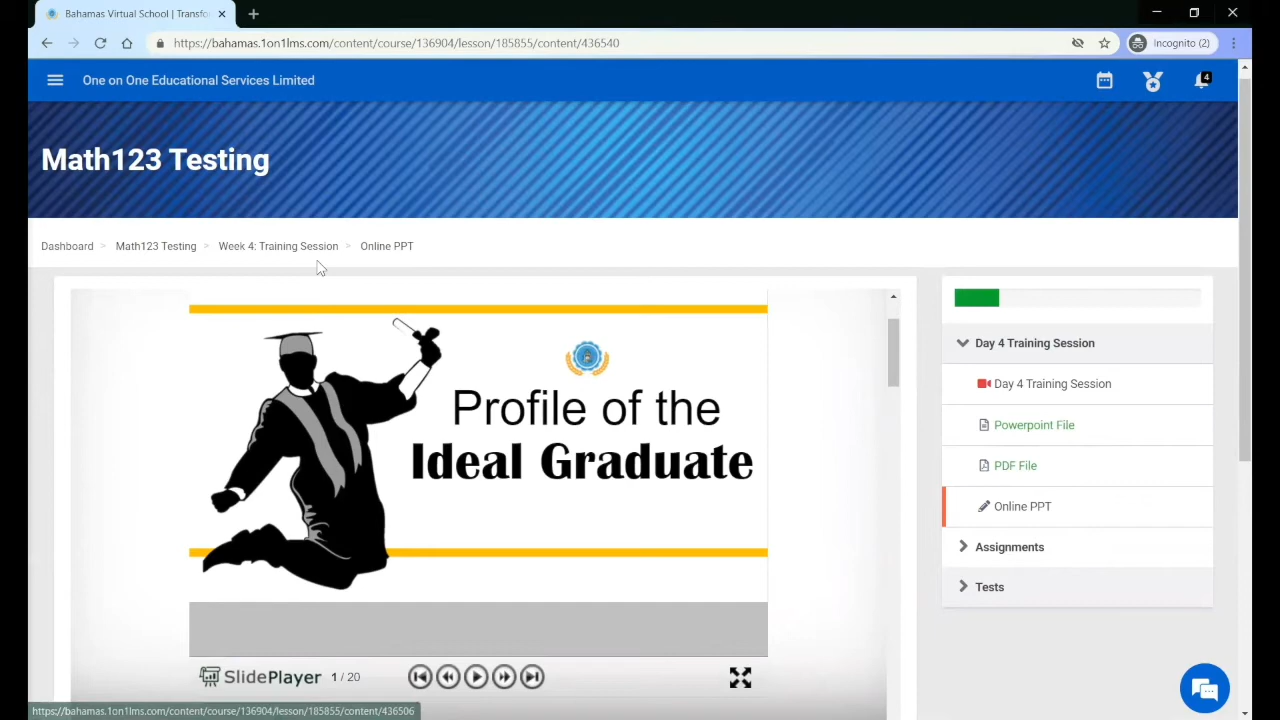 Bahamas Virtual School | Transfo
https://bahamas.1on1lms.com/content/course/136904/lesson/185855/content/436540
Incognito (2)
One on One Educational Services Limited
4
Math123 Testing
Dashboard > Math123 Testing > Week 4: Training Session > Online PPT
Profile of the
Ideal Graduate
SlidePlayer 1 / 20
Day 4 Training Session
Day 4 Training Session
Powerpoint File
PDF File
Online PPT
Assignments
Tests
https://bahamas.1on1lms.com/content/course/136904/lesson/185855/content/436506